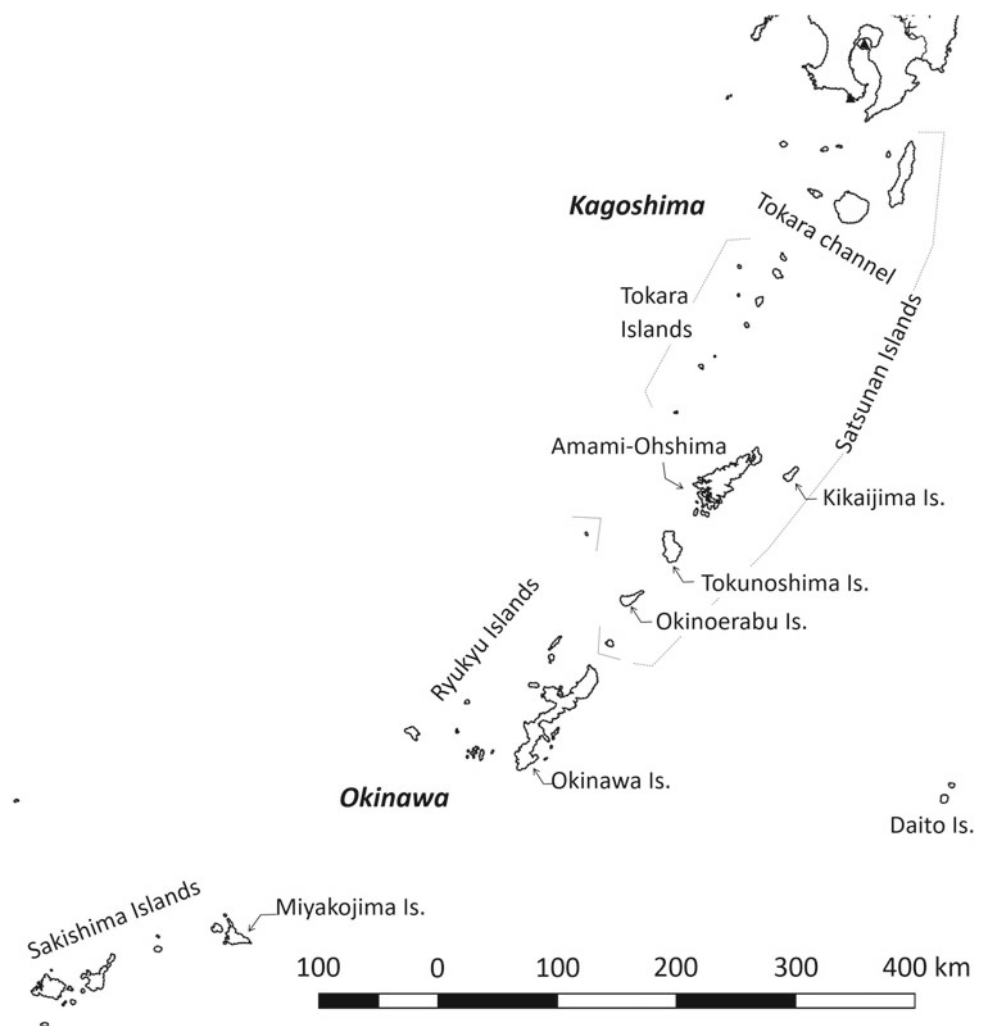 Kagoshima
Tokara channel
Tokara
Islands
Satsunan Islands
Amami-Ohshima
Kikaijima Is.
Tokunoshima Is.
Okinoerabu Is.
Ryukyu Islands
Okinawa Is.
Okinawa
Daito Is.
Sakishima Islands
Miyakojima Is.
100 0 100 200 300 400 km